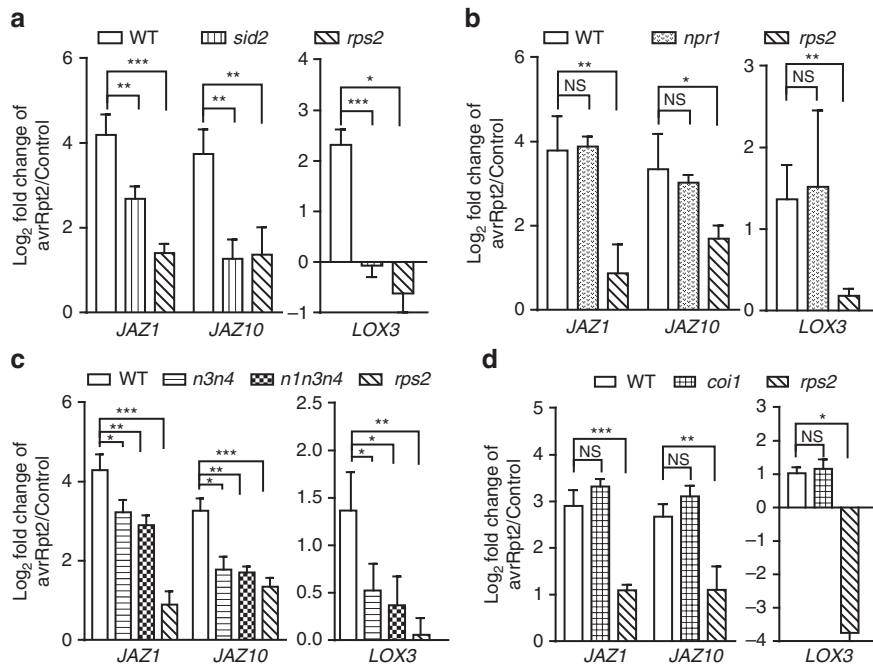 a
WT sid2 rps2
Log2 fold change of
avrRpt2/Control
6
4
2
0
***
**
**
**
JAZ1 JAZ10
3
2
1
0
−1
*
***
LOX3
b
WT npr1 rps2
Log2 fold change of
avrRpt2/Control
6
4
2
0
**
NS
*
NS
JAZ1 JAZ10
2
1
0
**
NS
LOX3
c
WT n3n4 n1n3n4 rps2
Log2 fold change of
avrRpt2/Control
6
4
2
0
***
**
*
***
**
*
JAZ1 JAZ10
2.5
2.0
1.5
1.0
0.5
0.0
**
*
*
LOX3
d
WT coi1 rps2
Log2 fold change of
avrRpt2/Control
5
4
3
2
1
0
***
NS
**
NS
JAZ1 JAZ10
3
2
1
0
−1
−2
−3
−4
*
NS
LOX3